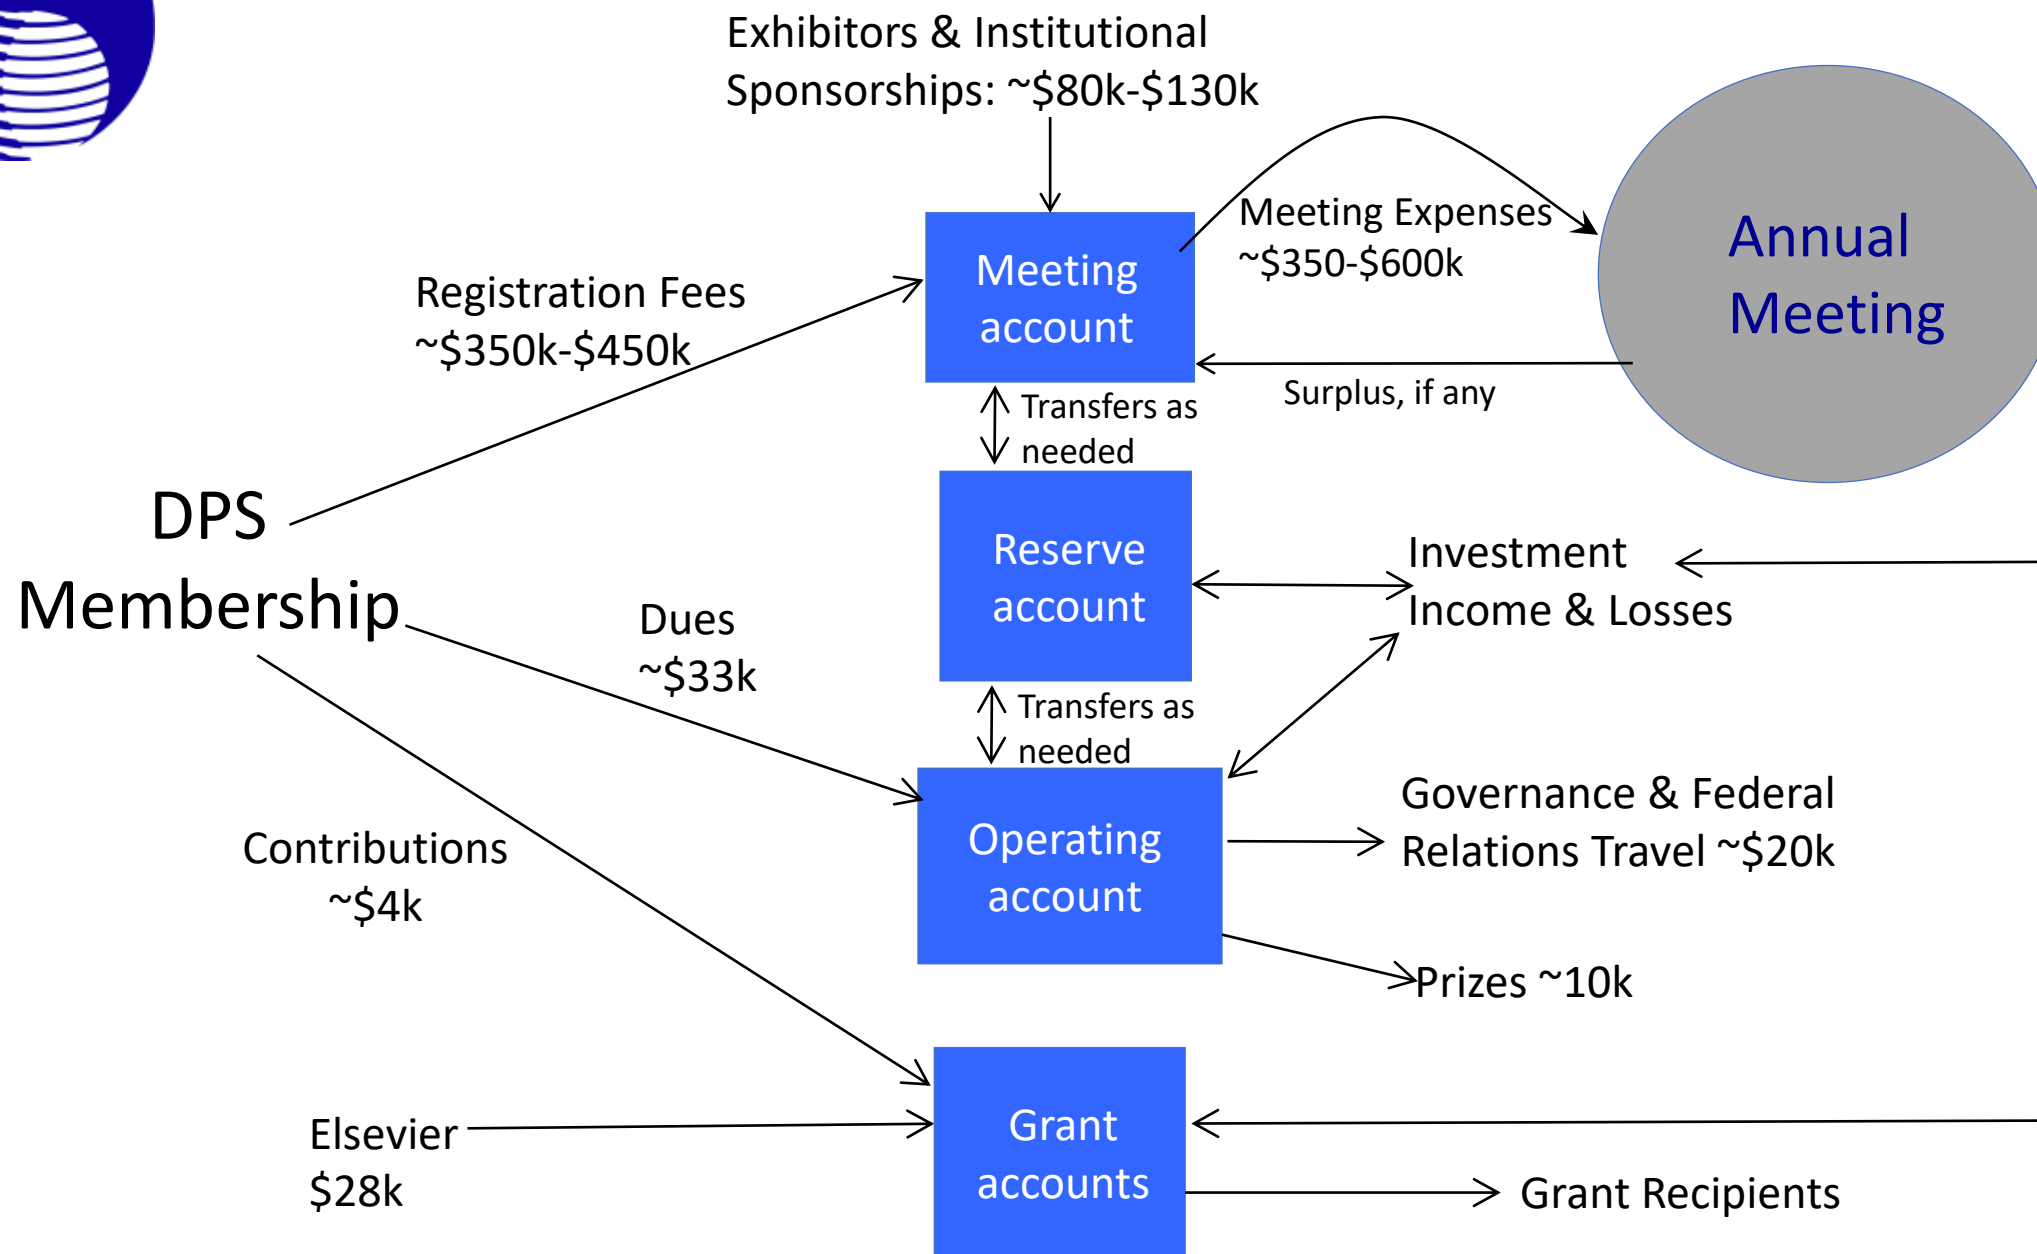 Exhibitors & Institutional
Sponsorships: ~$80k-$130k
Meeting Expenses
~$350-$600k
Annual
Meeting
Meeting
account
Registration Fees
~$350k-$450k
Surplus, if any
Transfers as
needed
DPS
Membership
Reserve
account
Investment
Income & Losses
Dues
~$33k
Transfers as
needed
Operating
account
Governance & Federal
Relations Travel ~$20k
Contributions
~$4k
Prizes ~10k
Elsevier
$28k
Grant
accounts
Grant Recipients